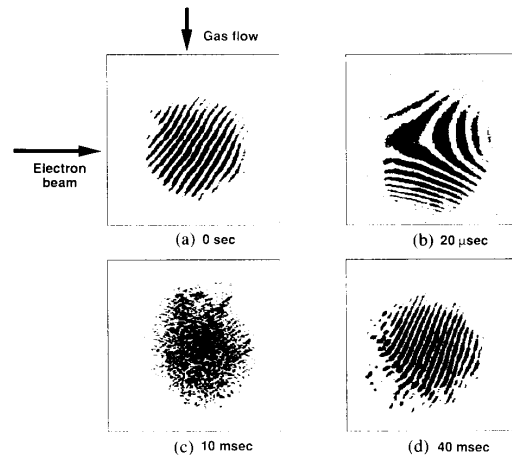 Gas flow
Electron
beam
(a) 0 sec
(b) 20 μsec
(c) 10 msec
(d) 40 msec